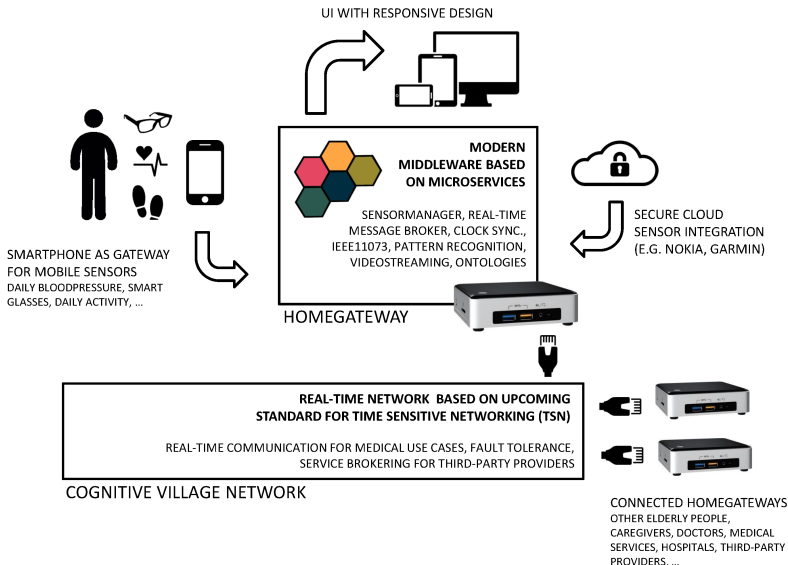 UI WITH RESPONSIVE DESIGN
MODERN
MIDDLEWARE BASED
ON MICROSERVICES
SENSORMANAGER, REAL-TIME
MESSAGE BROKER, CLOCK SYNC.,
IEEE11073, PATTERN RECOGNITION,
VIDEOSTREAMING, ONTOLOGIES
HOMEGATEWAY
SMARTPHONE AS GATEWAY
FOR MOBILE SENSORS
DAILY BLOODPRESSURE, SMART
GLASSES, DAILY ACTIVITY, ...
SECURE CLOUD
SENSOR INTEGRATION
(E.G. NOKIA, GARMIN)
REAL-TIME NETWORK BASED ON UPCOMING
STANDARD FOR TIME SENSITIVE NETWORKING (TSN)
REAL-TIME COMMUNICATION FOR MEDICAL USE CASES, FAULT TOLERANCE,
SERVICE BROKERING FOR THIRD-PARTY PROVIDERS
COGNITIVE VILLAGE NETWORK
CONNECTED HOMEGATEWAYS
OTHER ELDERLY PEOPLE,
CAREGIVERS, DOCTORS, MEDICAL
SERVICES, HOSPITALS, THIRD-PARTY
PROVIDERS, ...